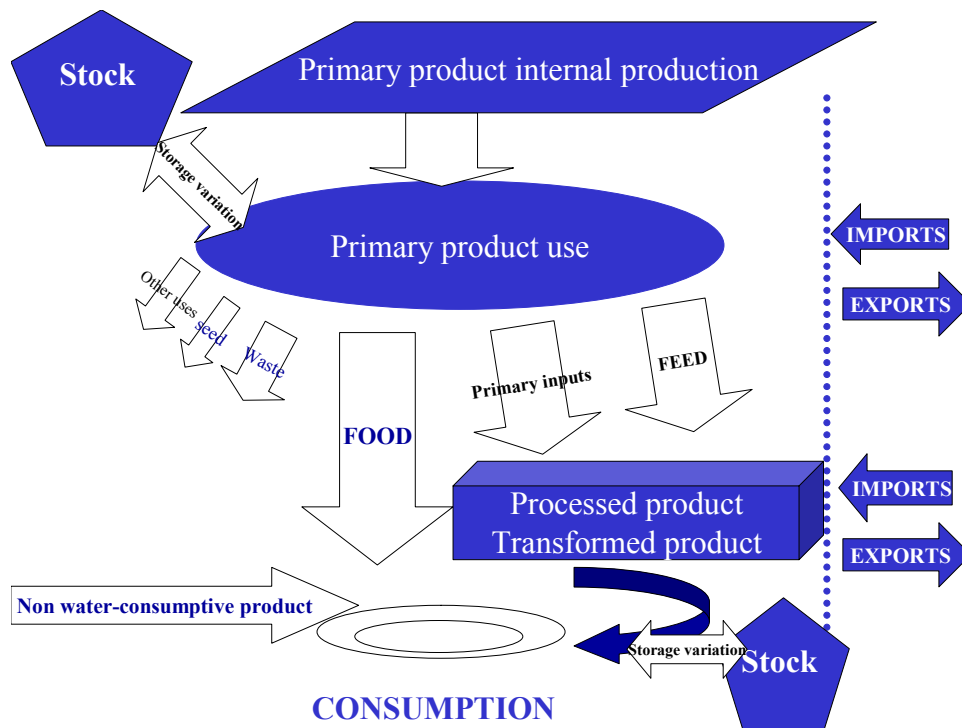 Stock
Primary product internal production
Storage variation
Primary product use
IMPORTS
EXPORTS
Other uses
seed
Waste
FOOD
Primary inputs
FEED
Processed product
Transformed product
IMPORTS
EXPORTS
Non water-consumptive product
Storage variation
Stock
CONSUMPTION